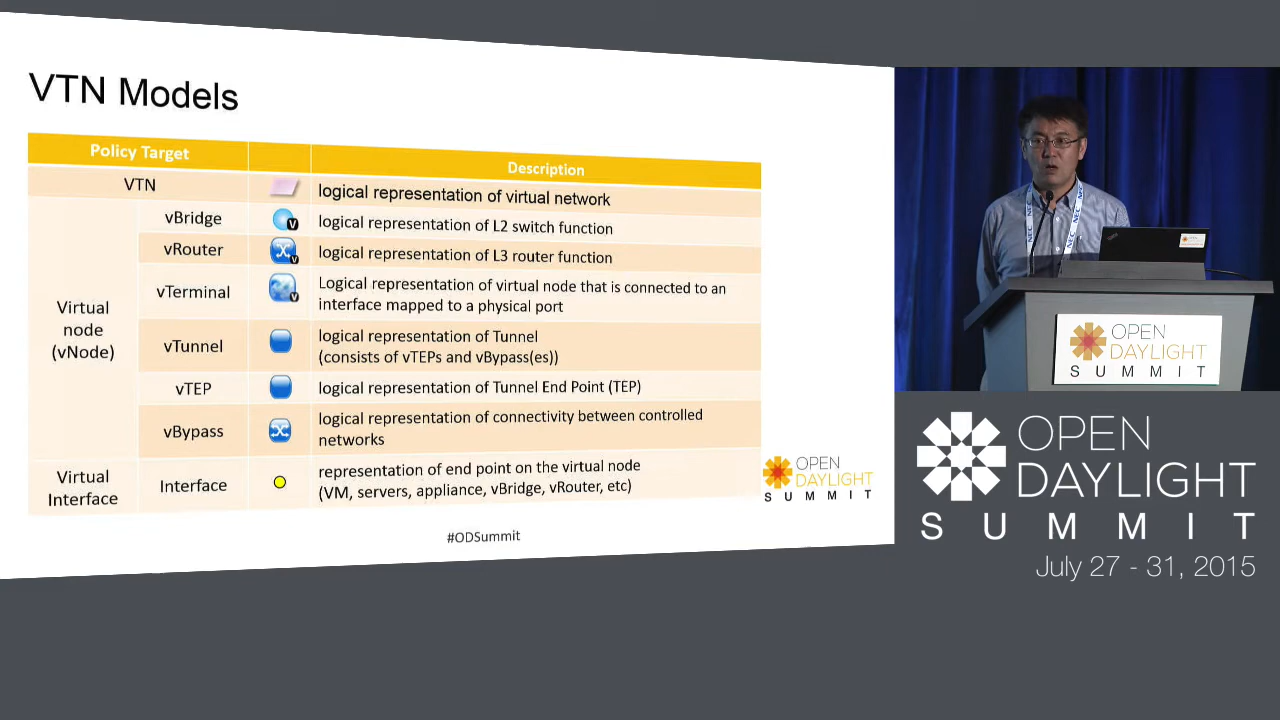 VTN Models
Policy Target
Description
VTN
logical representation of virtual network
Virtual
node
(vNode)
vBridge
V
logical representation of L2 switch function
vRouter
V
logical representation of L3 router function
vTerminal
V
Logical representation of virtual node that is connected to an
interface mapped to a physical port
vTunnel
logical representation of Tunnel
(consists of vTEPs and vBypass(es))
vTEP
logical representation of Tunnel End Point (TEP)
vBypass
logical representation of connectivity between controlled
networks
Virtual
Interface
Interface
representation of end point on the virtual node
(VM, servers, appliance, vBridge, vRouter, etc)
OPEN
DAYLIGHT
SUMMIT
#ODSummit
NEC
NEC
OPEN
DAYLIGHT
SUMMIT
OPEN
DAYLIGHT
SUMMIT
July 27 - 31, 2015